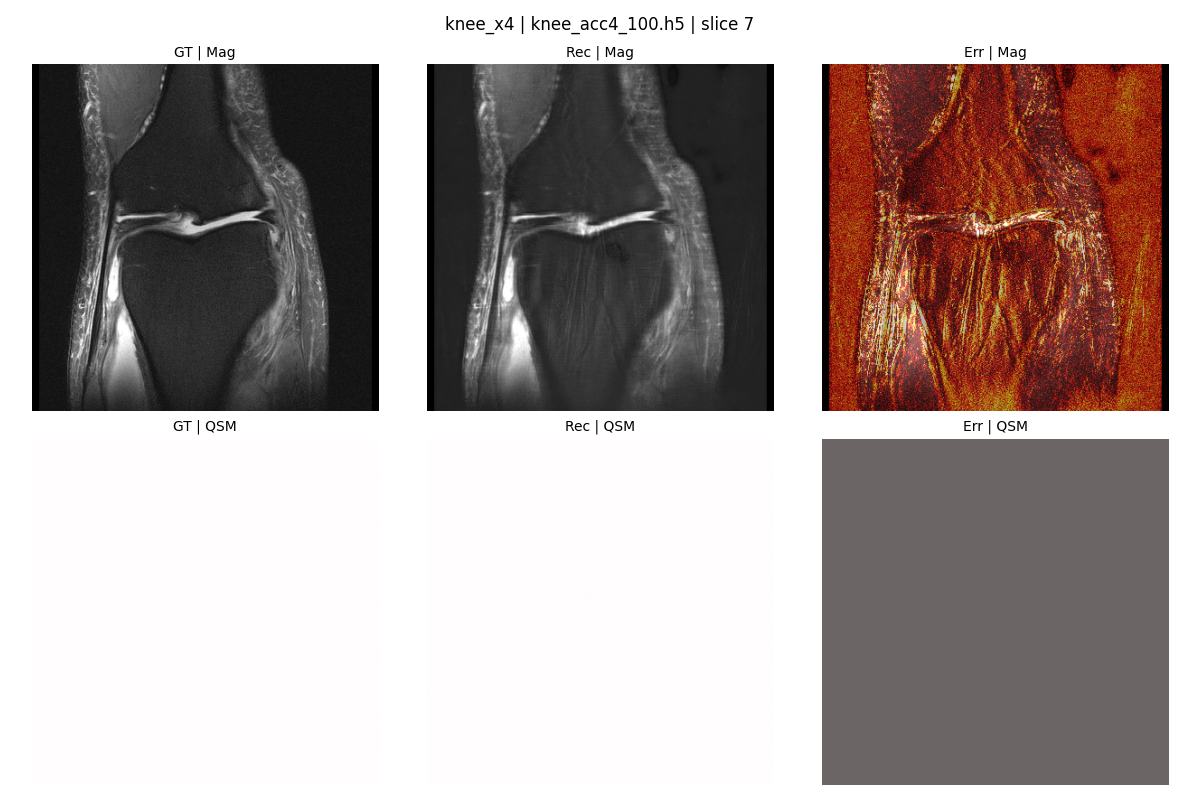 knee_x4 | knee_acc4_100.h5 | slice 7
GT | Mag
Rec | Mag
Err | Mag
GT | QSM
Rec | QSM
Err | QSM